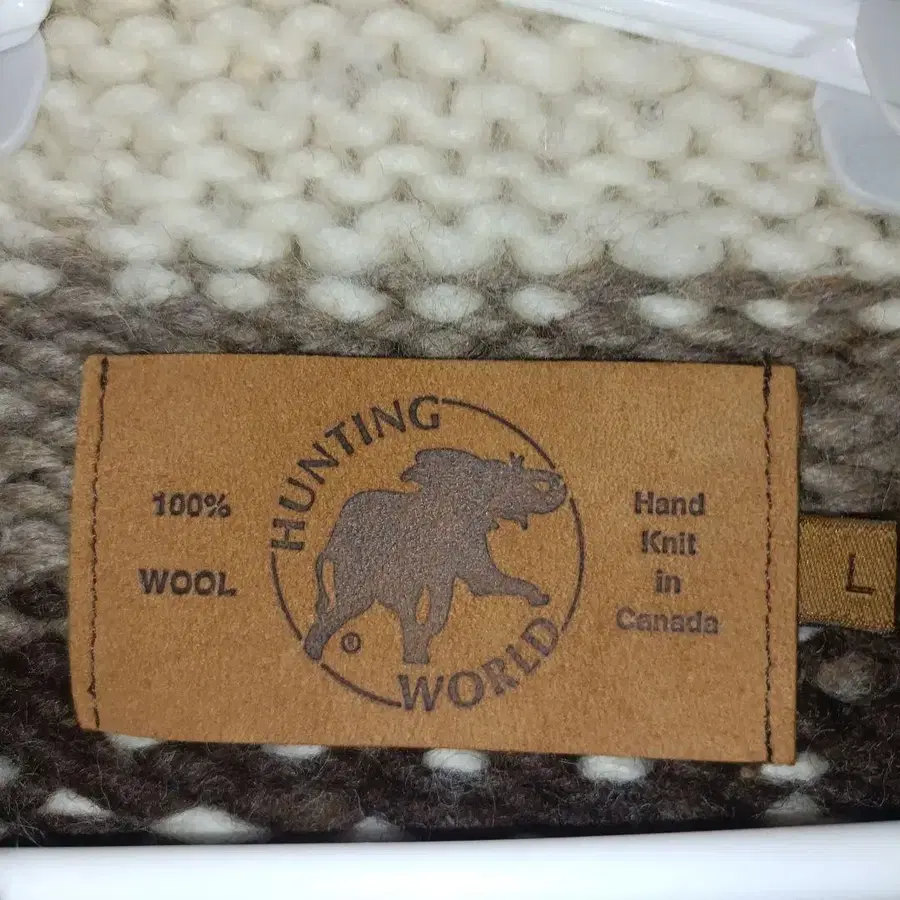 100%
WOOL
HUNTING
WORLD
®
Hand
Knit
in
Canada
L